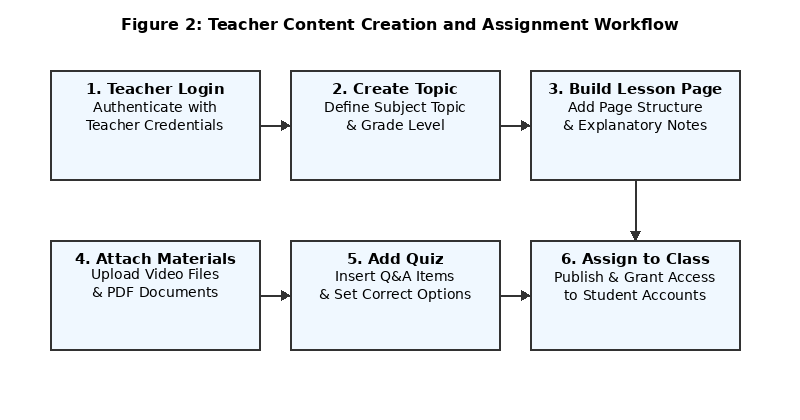 Figure 2: Teacher Content Creation and Assignment Workflow
1. Teacher Login
Authenticate with
Teacher Credentials
2. Create Topic
Define Subject Topic
& Grade Level
3. Build Lesson Page
Add Page Structure
& Explanatory Notes
4. Attach Materials
Upload Video Files
& PDF Documents
5. Add Quiz
Insert Q&A Items
& Set Correct Options
6. Assign to Class
Publish & Grant Access
to Student Accounts